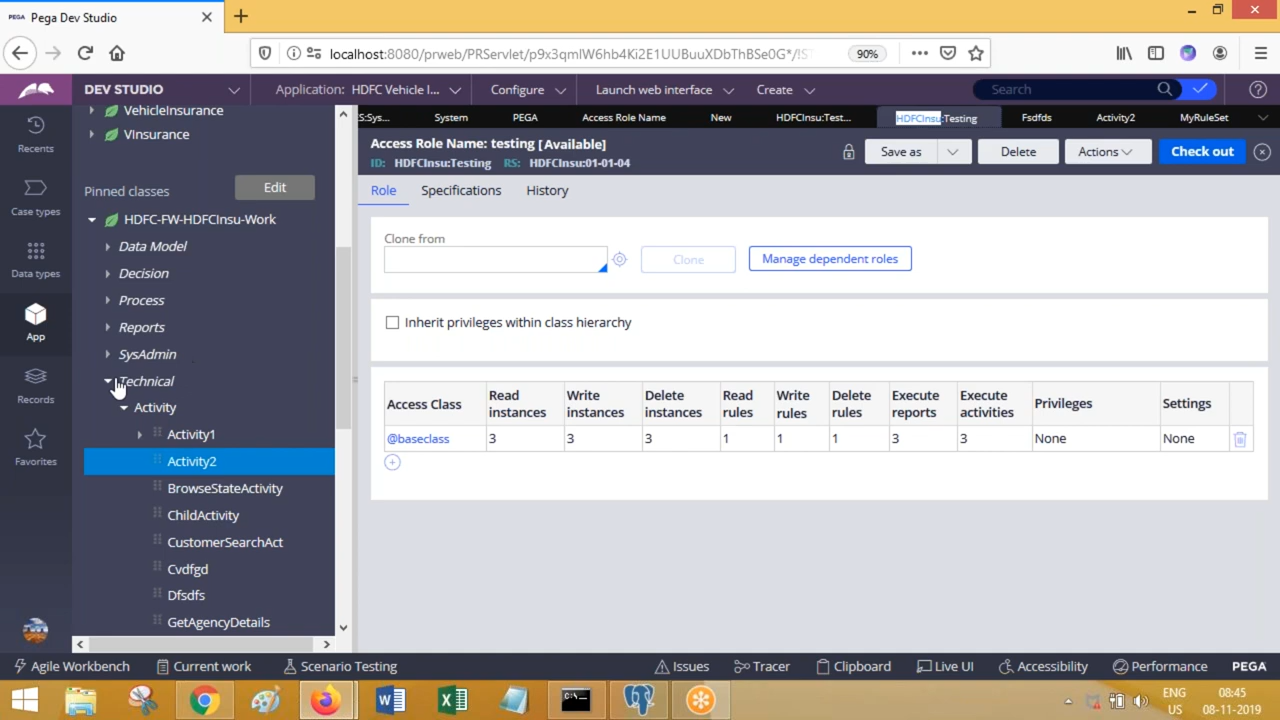 PEGA Pega Dev Studio
localhost:8080/prweb/PRServlet/p9x3qmlW6hb4Ki2E1UUBuuXDbThBSe0G*/!S
90%
DEV STUDIO
Application: HDFC Vehicle I...
Configure
Launch web interface
Create
Search
S:Sys...
System
PEGA
Access Role Name
New
HDFCInsu:Test...
HDFCInsu:Testing
Fsdfds
Activity2
MyRuleSet
Recents
Case types
Data types
App
Records
Favorites
VehicleInsurance
VInsurance
Pinned classes
Edit
HDFC-FW-HDFCInsu-Work
Data Model
Decision
Process
Reports
SysAdmin
Technical
Activity
Activity1
Activity2
BrowseStateActivity
ChildActivity
CustomerSearchAct
Cvdfgd
Dfsdfs
GetAgencyDetails
Access Role Name: testing [Available]
ID: HDFCInsu:Testing RS: HDFCInsu:01-01-04
Save as
Delete
Actions
Check out
Role
Specifications
History
Clone from
Clone
Manage dependent roles
Inherit privileges within class hierarchy
Access Class
Read instances
Write instances
Delete instances
Read rules
Write rules
Delete rules
Execute reports
Execute activities
Privileges
Settings
@baseclass 3 3 3 1 1 1 3 3 None None
Agile Workbench
Current work
Scenario Testing
Issues
Tracer
Clipboard
Live UI
Accessibility
Performance
PEGA
ENG
US
08:45
08-11-2019